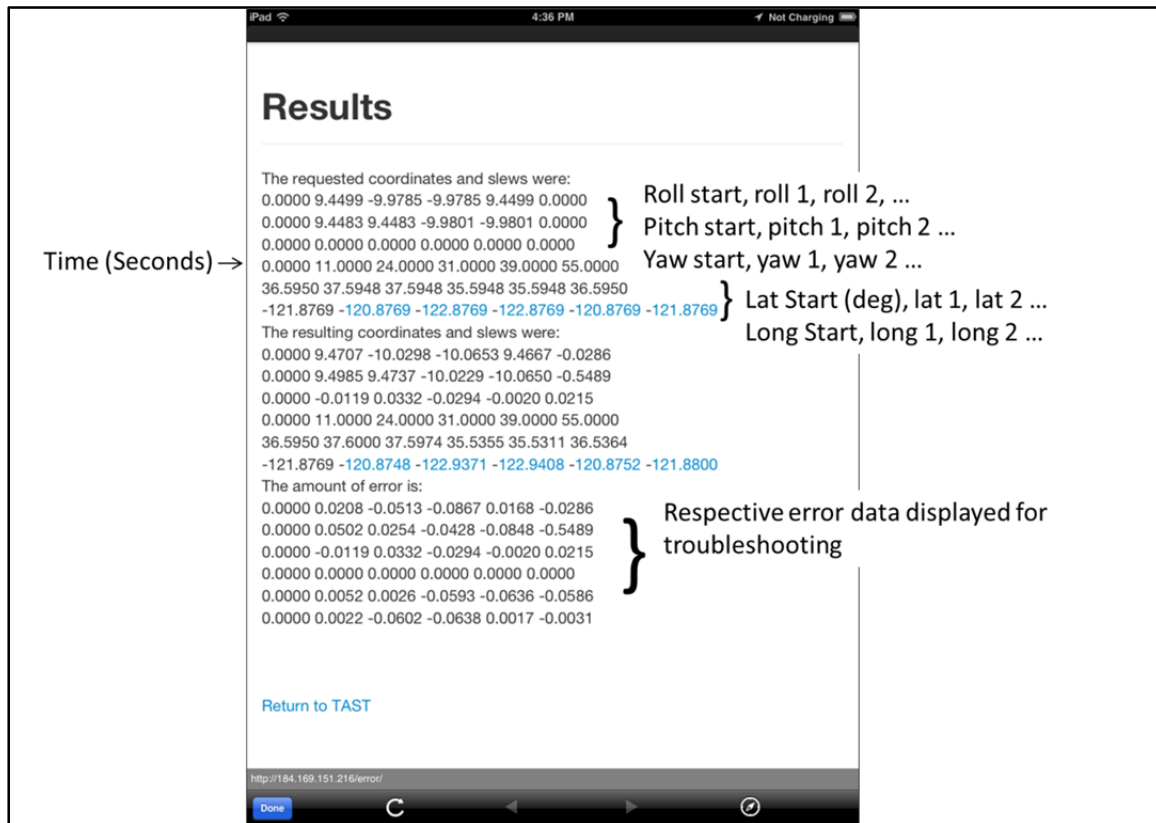 iPad 4:36 PM Not Charging
Results
The requested coordinates and slews were:
0.0000 9.4499 -9.9785 -9.9785 9.4499 0.0000
0.0000 9.4483 9.4483 -9.9801 -9.9801 0.0000
0.0000 0.0000 0.0000 0.0000 0.0000 0.0000
0.0000 11.0000 24.0000 31.0000 39.0000 55.0000
36.5950 37.5948 37.5948 35.5948 35.5948 36.5950
-121.8769 -120.8769 -122.8769 -122.8769 -120.8769 -121.8769
} Roll start, roll 1, roll 2, ...
Pitch start, pitch 1, pitch 2 ...
Yaw start, yaw 1, yaw 2 ...
Time (Seconds) →
} Lat Start (deg), lat 1, lat 2 ...
Long Start, long 1, long 2 ...
The resulting coordinates and slews were:
0.0000 9.4707 -10.0298 -10.0653 9.4667 -0.0286
0.0000 9.4985 9.4737 -10.0229 -10.0650 -0.5489
0.0000 -0.0119 0.0332 -0.0294 -0.0020 0.0215
0.0000 11.0000 24.0000 31.0000 39.0000 55.0000
36.5950 37.6000 37.5974 35.5355 35.5311 36.5364
-121.8769 -120.8748 -122.9371 -122.9408 -120.8752 -121.8800
The amount of error is:
0.0000 0.0208 -0.0513 -0.0867 0.0168 -0.0286
0.0000 0.0502 0.0254 -0.0428 -0.0848 -0.5489
0.0000 -0.0119 0.0332 -0.0294 -0.0020 0.0215
0.0000 0.0000 0.0000 0.0000 0.0000 0.0000
0.0000 0.0052 0.0026 -0.0593 -0.0636 -0.0586
0.0000 0.0022 -0.0602 -0.0638 0.0017 -0.0031
} Respective error data displayed for
troubleshooting
Return to TAST
http://184.169.151.216/error/
Done